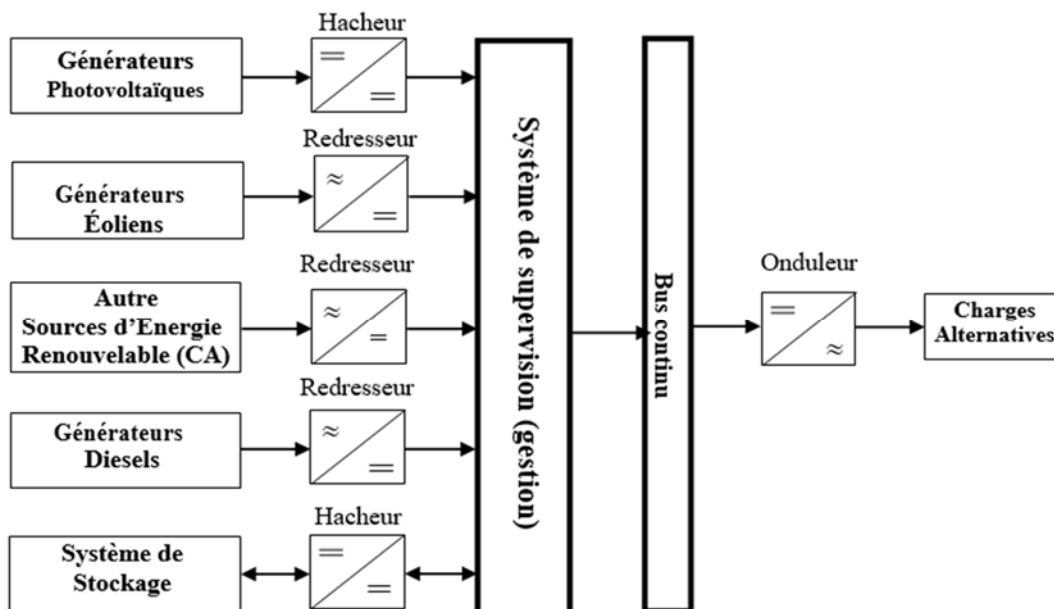 Hacheur
Générateurs
Photovoltaïques
Redresseur
Générateurs
Éoliens
Redresseur
Autre
Sources d’Energie
Renouvelable (CA)
Redresseur
Générateurs
Diesels
Hacheur
Système de
Stockage
Système de supervision (gestion)
Bus continu
Onduleur
Charges
Alternatives